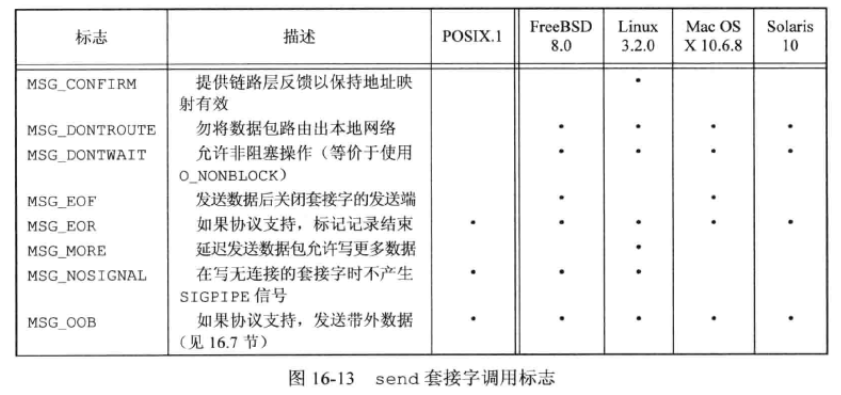 标志 描述 POSIX.1 FreeBSD 8.0 Linux 3.2.0 Mac OS X 10.6.8 Solaris 10
MSG_CONFIRM 提供链路层反馈以保持地址映 •
射有效
MSG_DONTROUTE 勿将数据包路由出本地网络 • • • •
MSG_DONTWAIT 允许非阻塞操作（等价于使用 • • • •
O_NONBLOCK）
MSG_EOF 发送数据后关闭套接字的发送端 • •
MSG_EOR 如果协议支持，标记记录结束 • • • • •
MSG_MORE 延迟发送数据包允许写更多数据 •
MSG_NOSIGNAL 在写无连接的套接字时不产生 • • •
SIGPIPE 信号
MSG_OOB 如果协议支持，发送带外数据 • • • • •
（见 16.7 节）
图 16-13 send 套接字调用标志